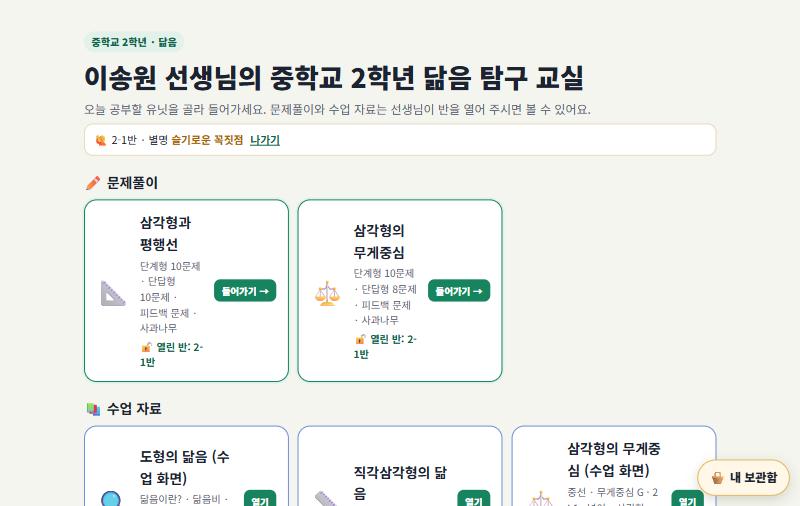 중학교 2학년 · 닮음
이송원 선생님의 중학교 2학년 닮음 탐구 교실
오늘 공부할 유닛을 골라 들어가세요. 문제풀이와 수업 자료는 선생님이 반을 열어 주시면 볼 수 있어요.
2-1반 · 별명 슬기로운 꼭짓점 나가기
문제풀이
삼각형과
평행선
단계형 10문제
· 단답형
10문제 ·
피드백 문제 ·
사과나무
열린 반: 2-
1반
들어가기 →
삼각형의
무게중심
단계형 10문제
· 단답형 8문제
· 피드백 문제
· 사과나무
열린 반: 2-
1반
들어가기 →
수업 자료
도형의 닮음 (수
업 화면)
닮음이란? · 닮음비 ·
열기
직각삼각형의 닮
음
열기
삼각형의 무게중
심 (수업 화면)
중선 · 무게중심 G · 2
열기
내 보관함